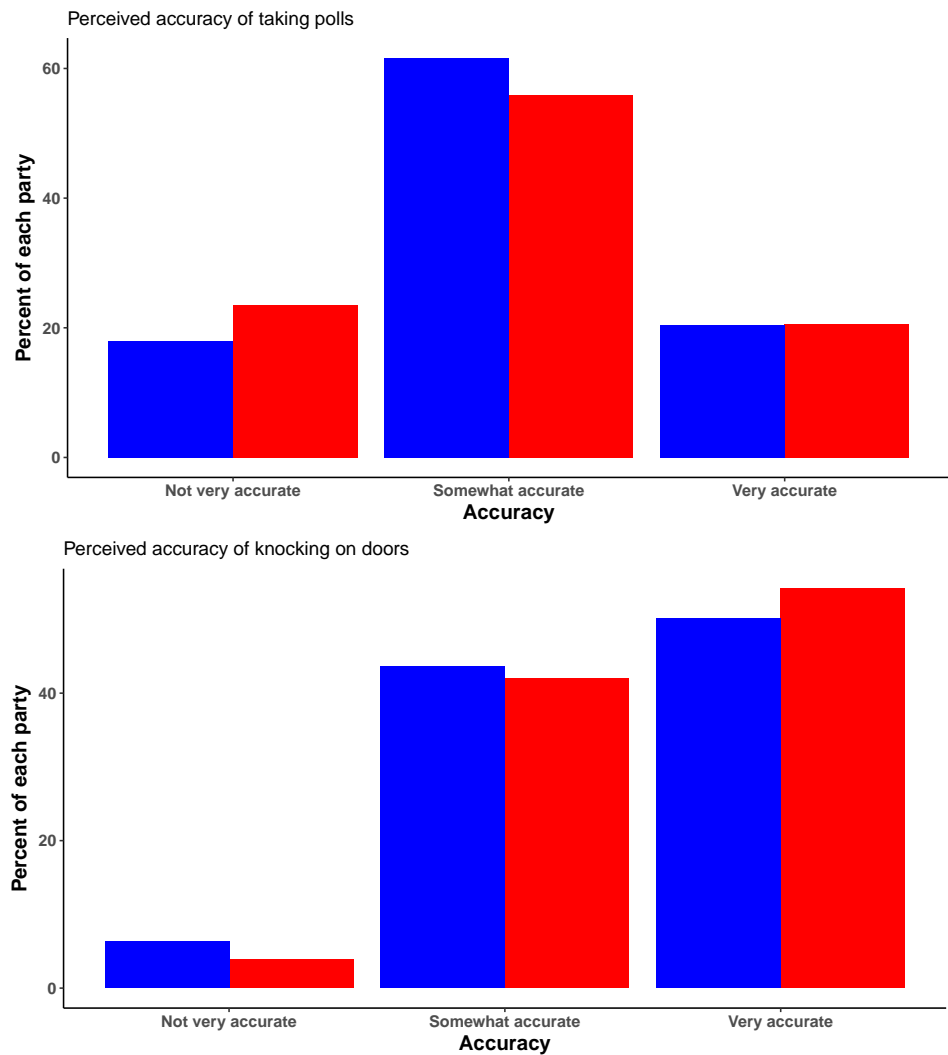 Perceived accuracy of taking polls
60
40
20
0
Percent of each party
Not very accurate Somewhat accurate Very accurate
Accuracy
Perceived accuracy of knocking on doors
40
20
0
Percent of each party
Not very accurate Somewhat accurate Very accurate
Accuracy